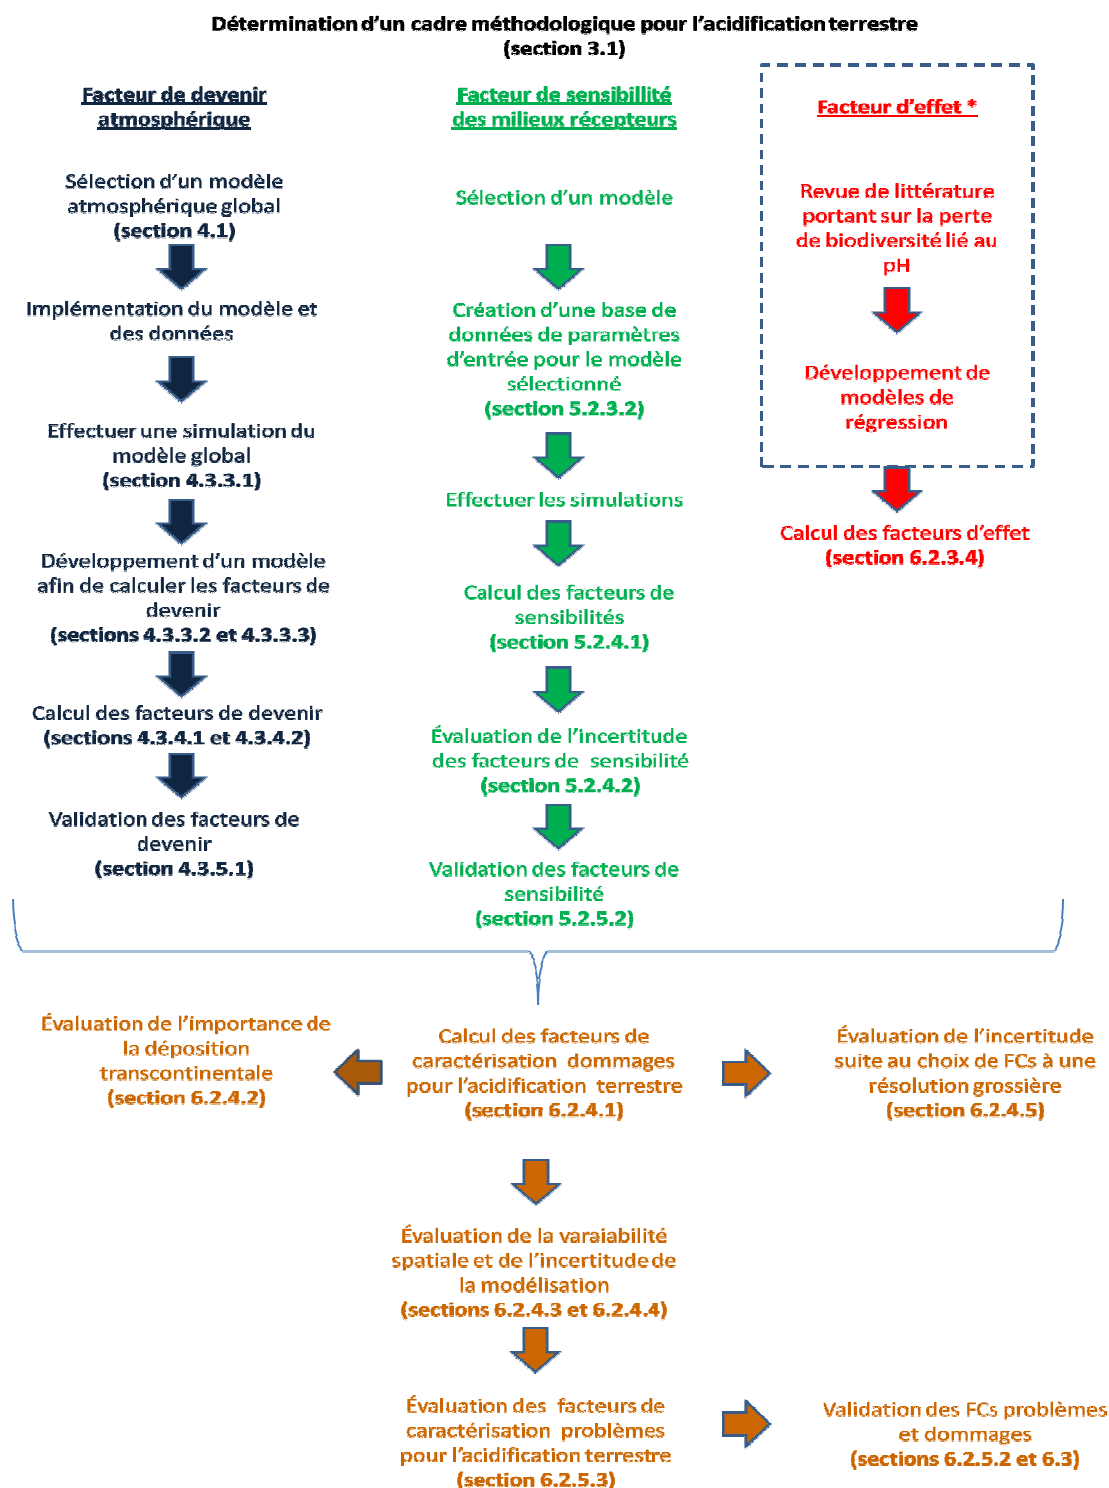 Détermination d'un cadre méthodologique pour l'acidification terrestre
(section 3.1)
Facteur de devenir
atmosphérique
Sélection d'un modèle
atmosphérique global
(section 4.1)
Implémentation du modèle et
des données
Effectuer une simulation du
modèle global
(section 4.3.3.1)
Développement d'un modèle
afin de calculer les facteurs de
devenir
(sections 4.3.3.2 et 4.3.3.3)
Calcul des facteurs de devenir
(sections 4.3.4.1 et 4.3.4.2)
Validation des facteurs de
devenir
(section 4.3.5.1)
Facteur de sensibillité
des milieux récepteurs
Sélection d'un modèle
Création d'une base de
données de paramètres
d'entrée pour le modèle
sélectionné
(section 5.2.3.2)
Effectuer les simulations
Calcul des facteurs de
sensibilités
(section 5.2.4.1)
Évaluation de l'incertitude
des facteurs de sensibilité
(section 5.2.4.2)
Validation des facteurs de
sensibilité
(section 5.2.5.2)
Facteur d'effet *
Revue de littérature
portant sur la perte
de biodiversité lié au
pH
Développement de
modèles de
régression
Calcul des facteurs d'effet
(section 6.2.3.4)
Évaluation de l'importance de
la déposition
transcontinentale
(section 6.2.4.2)
Calcul des facteurs de
caractérisation dommages
pour l'acidification terrestre
(section 6.2.4.1)
Évaluation de l'incertitude
suite au choix de FCs à une
résolution grossière
(section 6.2.4.5)
Évaluation de la varaiabilité
spatiale et de l'incertitude de
la modélisation
(sections 6.2.4.3 et 6.2.4.4)
Évaluation des facteurs de
caractérisation problèmes
pour l'acidification terrestre
(section 6.2.5.3)
Validation des FCs problèmes
et dommages
(sections 6.2.5.2 et 6.3)